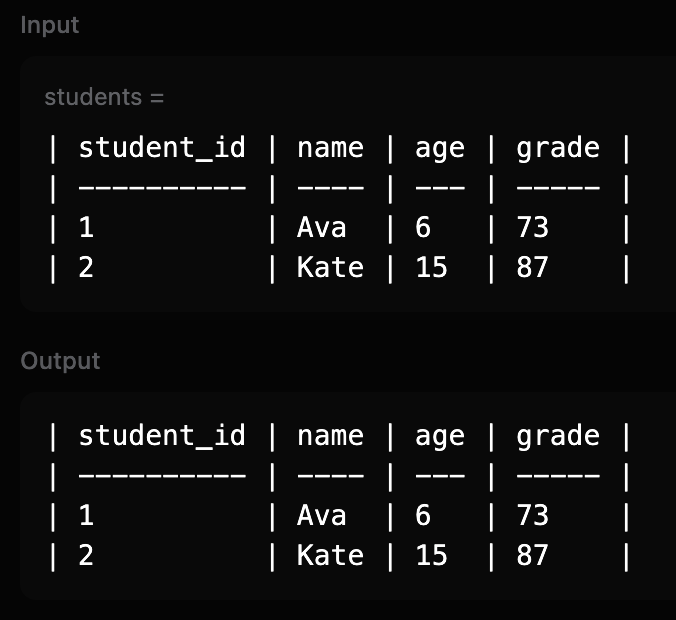 Input
students =
| student_id | name | age | grade |
| ---------- | ---- | --- | ----- |
| 1          | Ava  | 6   | 73    |
| 2          | Kate | 15  | 87    |
Output
| student_id | name | age | grade |
| ---------- | ---- | --- | ----- |
| 1          | Ava  | 6   | 73    |
| 2          | Kate | 15  | 87    |